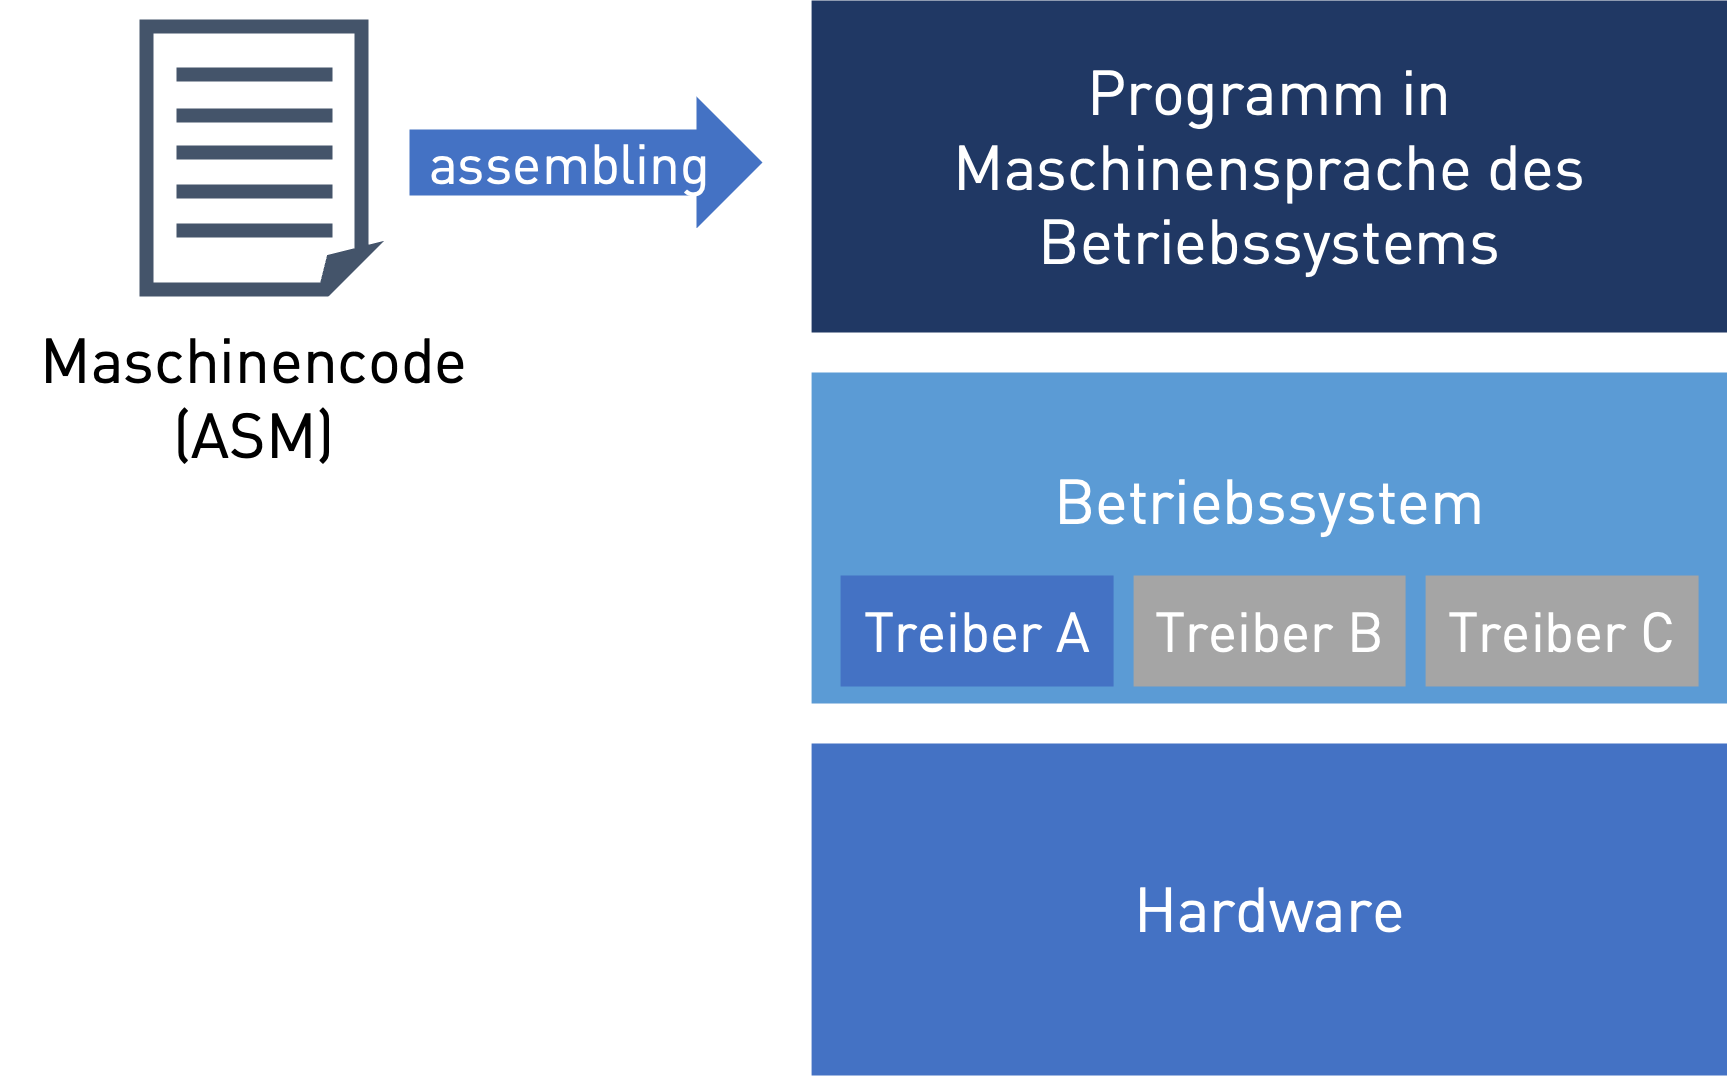 assembling
Maschinencode
(ASM)
Programm in
Maschinensprache des
Betriebssystems
Betriebssystem
Treiber A
Treiber B
Treiber C
Hardware